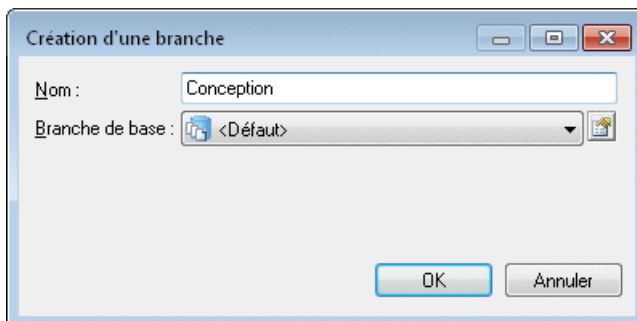 Création d'une branche
Nom : Conception
Branche de base : <Défaut>
OK Annuler